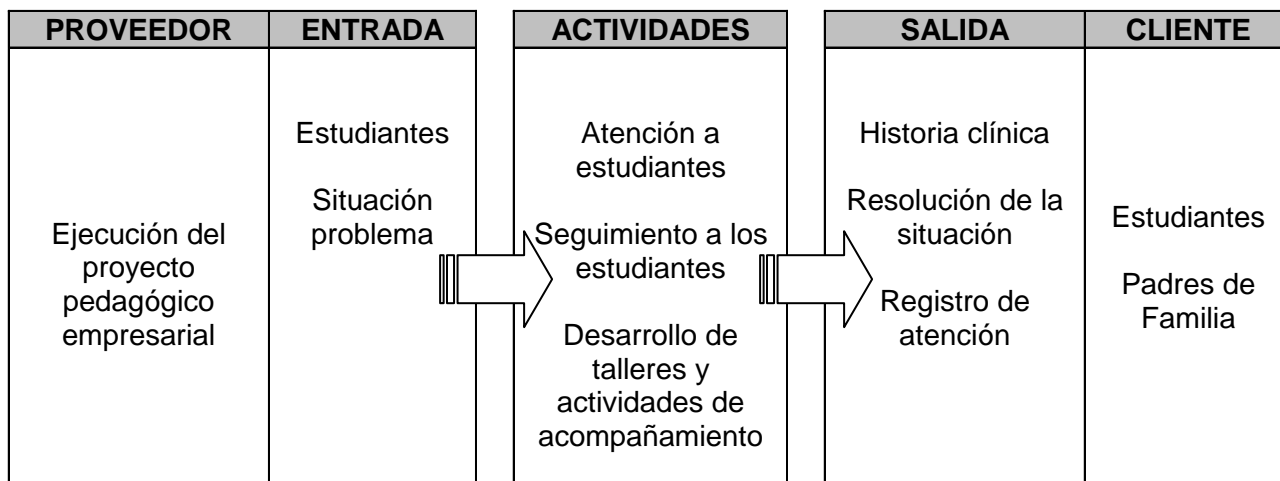 PROVEEDOR
ENTRADA
ACTIVIDADES
SALIDA
CLIENTE
Ejecución del
proyecto
pedagógico
empresarial
Estudiantes
Situación
problema
Atención a
estudiantes
Seguimiento a los
estudiantes
Desarrollo de
talleres y
actividades de
acompañamiento
Historia clínica
Resolución de la
situación
Registro de
atención
Estudiantes
Padres de
Familia